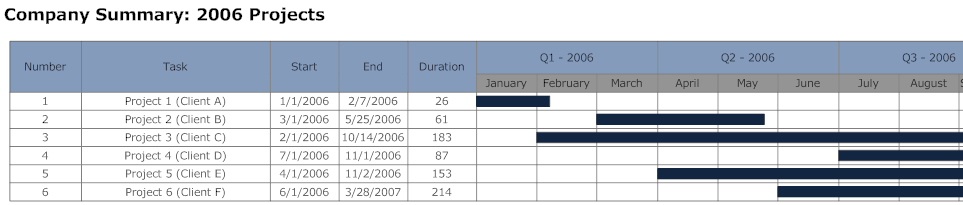 Company Summary: 2006 Projects
Number Task Start End Duration Q1 - 2006 Q2 - 2006 Q3 - 2006
January February March April May June July August
1 Project 1 (Client A) 1/1/2006 2/7/2006 26
2 Project 2 (Client B) 3/1/2006 5/25/2006 61
3 Project 3 (Client C) 2/1/2006 10/14/2006 183
4 Project 4 (Client D) 7/1/2006 11/1/2006 87
5 Project 5 (Client E) 4/1/2006 11/2/2006 153
6 Project 6 (Client F) 6/1/2006 3/28/2007 214